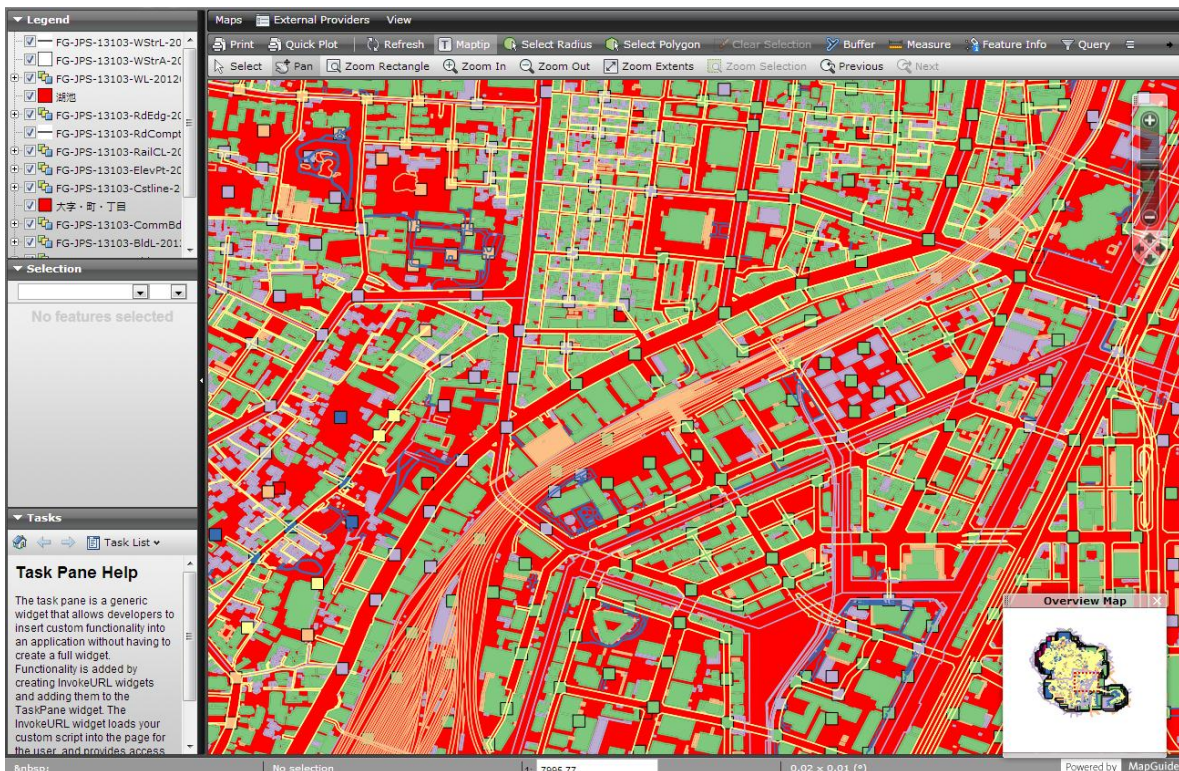 Legend
FG-JPS-13103-WStrL-20
FG-JPS-13103-WStrA-20
FG-JPS-13103-WL-20120
湖池
FG-JPS-13103-RdEdg-20
FG-JPS-13103-RdCompt
FG-JPS-13103-RailCL-20
FG-JPS-13103-ElevPt-20
FG-JPS-13103-Cstline-2
大字・町・丁目
FG-JPS-13103-CommBd
FG-JPS-13103-BldL-2012
Selection
No features selected
Tasks
Task List
Task Pane Help
The task pane is a generic
widget that allows developers to
insert custom functionality into
an application without having to
create a full widget.
Functionality is added by
creating InvokeURL widgets
and adding them to the
TaskPane widget. The
InvokeURL widget loads your
custom script into the page for
the user, and provides access
Maps External Providers View
Print Quick Plot Refresh Maptip Select Radius Select Polygon Clear Selection Buffer Measure Feature Info Query
Select Pan Zoom Rectangle Zoom In Zoom Out Zoom Extents Zoom Selection Previous Next
Overview Map
&nbsp; No selection 1: 7995.77 0.02 x 0.01 (°) Powered by MapGuide